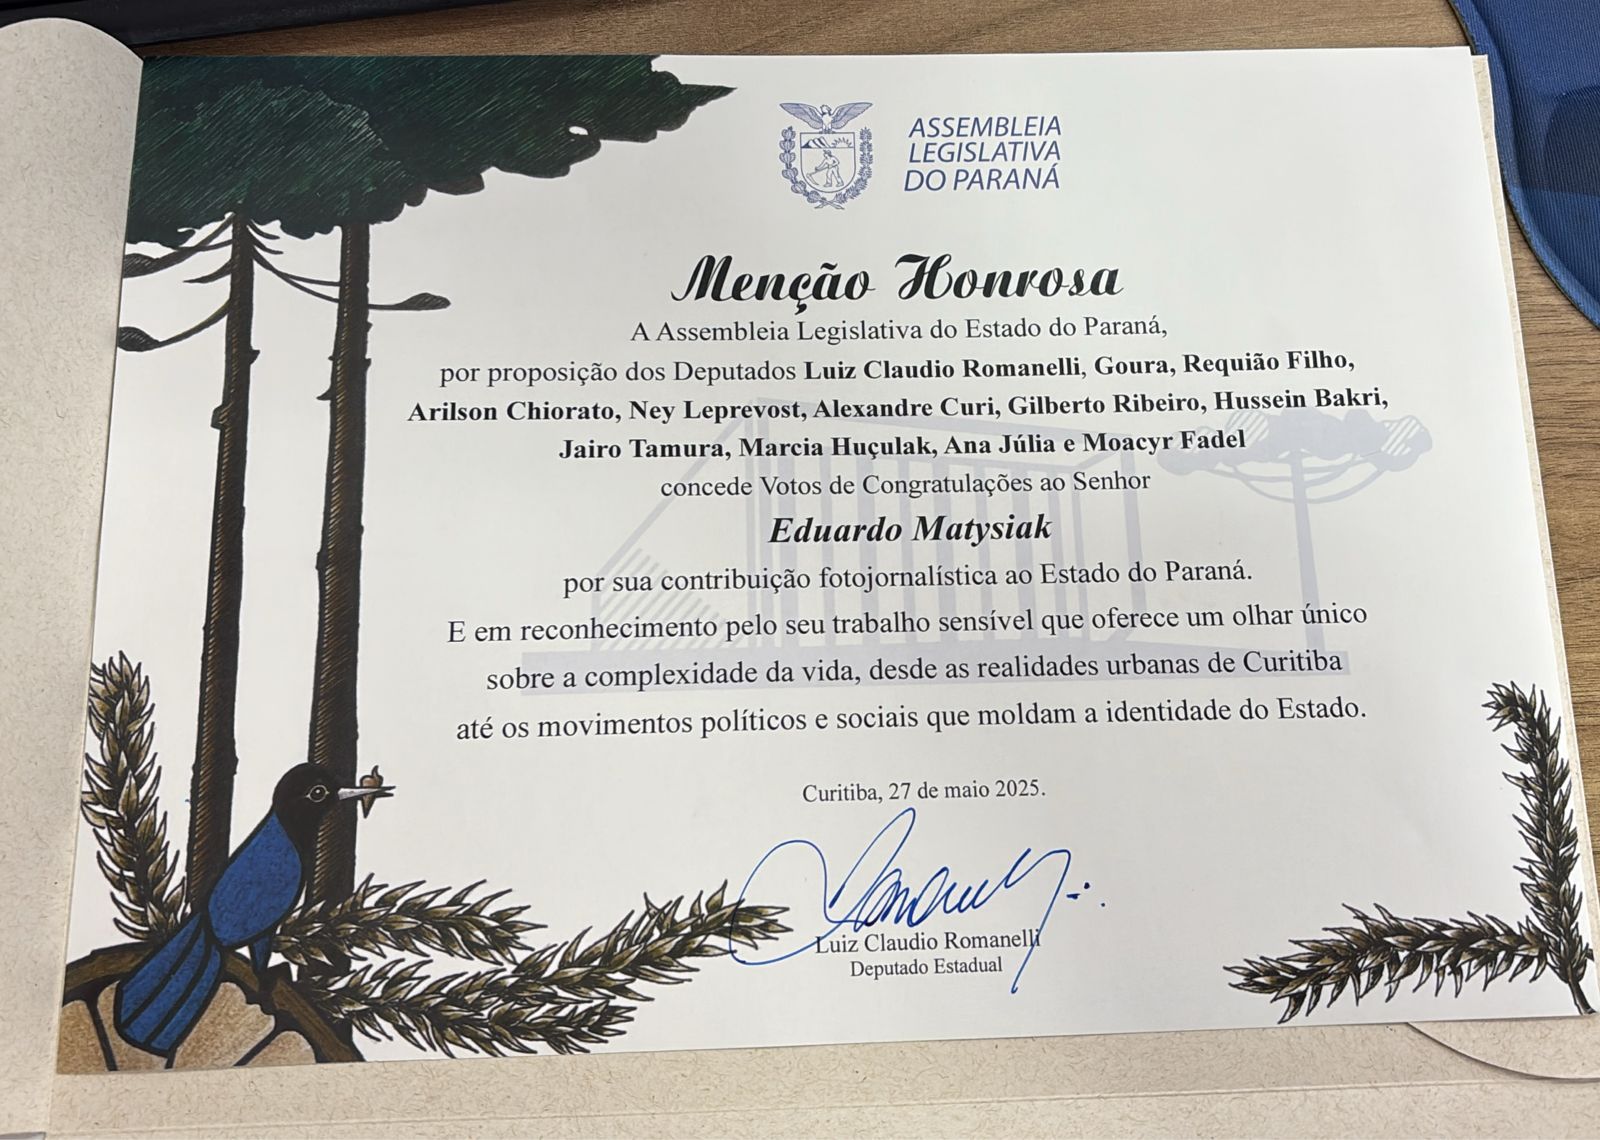 ASSEMBLEIA
LEGISLATIVA
DO PARANÁ
Menção Honrosa
A Assembleia Legislativa do Estado do Paraná,
por proposição dos Deputados Luiz Claudio Romanelli, Goura, Requião Filho,
Arilson Chiorato, Ney Leprevost, Alexandre Curi, Gilberto Ribeiro, Hussein Bakri,
Jairo Tamura, Marcia Huçulak, Ana Júlia e Moacyr Fadel
concede Votos de Congratulações ao Senhor
Eduardo Matysiak
por sua contribuição fotojornalística ao Estado do Paraná.
E em reconhecimento pelo seu trabalho sensível que oferece um olhar único
sobre a complexidade da vida, desde as realidades urbanas de Curitiba
até os movimentos políticos e sociais que moldam a identidade do Estado.
Curitiba, 27 de maio 2025.
Luiz Claudio Romanelli
Deputado Estadual